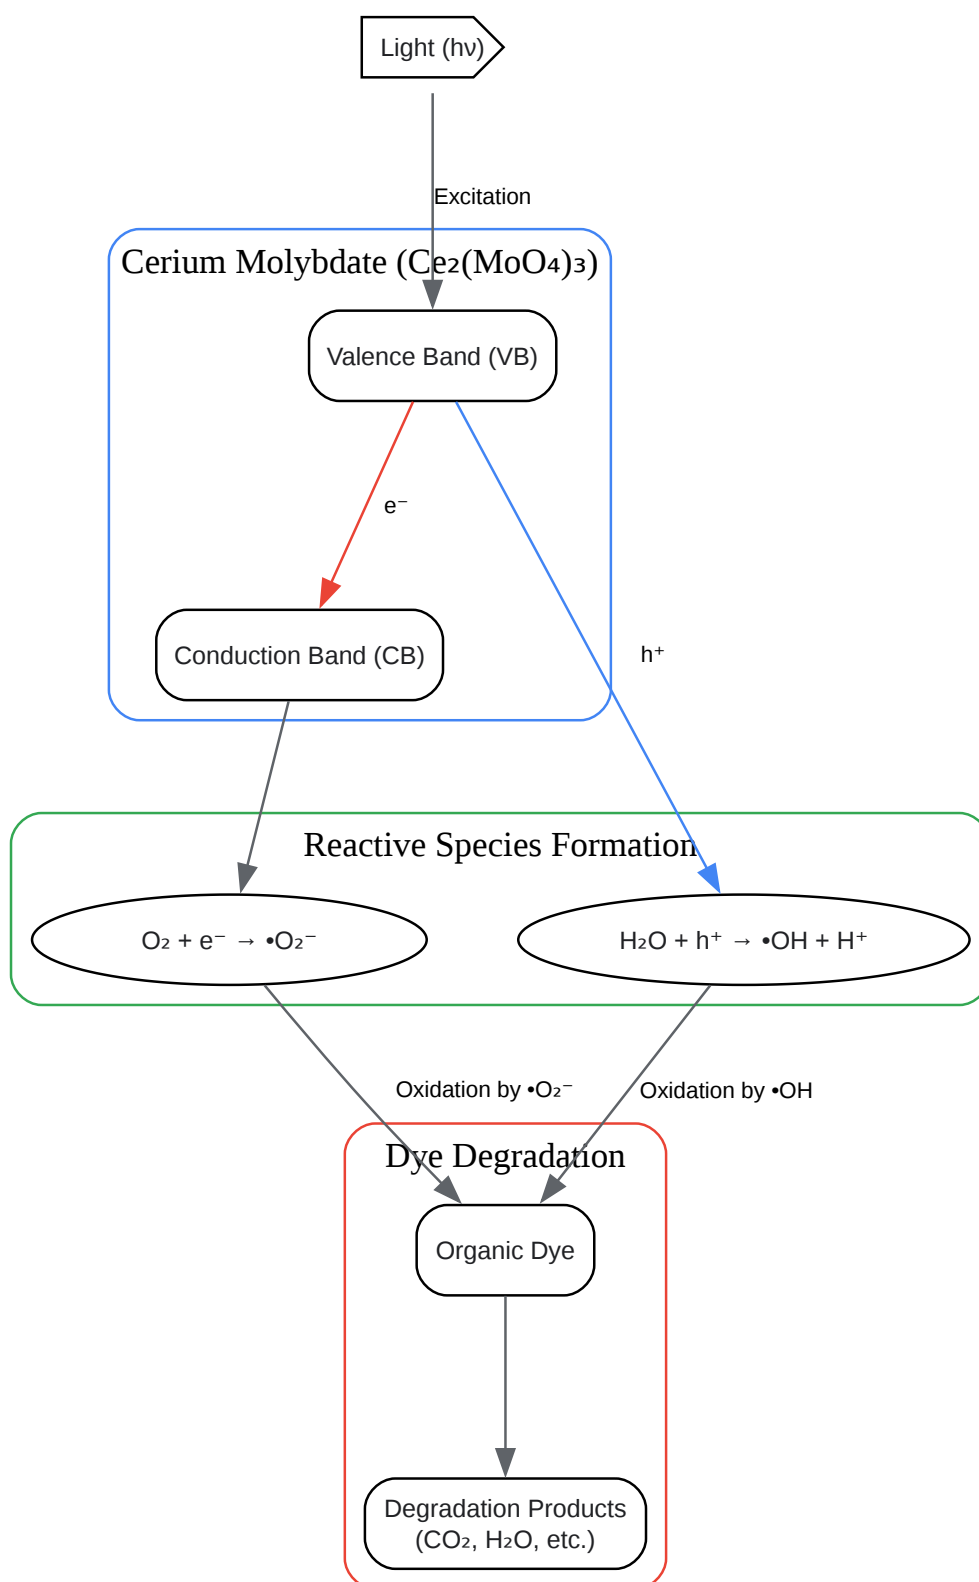 Light (hν)
Excitation
Cerium Molybdate (Ce₂(MoO₄)₃)
Valence Band (VB)
e⁻
Conduction Band (CB)
h⁺
Reactive Species Formation
O₂ + e⁻ → •O₂⁻
H₂O + h⁺ → •OH + H⁺
Oxidation by •O₂⁻
Oxidation by •OH
Dye Degradation
Organic Dye
Degradation Products
(CO₂, H₂O, etc.)